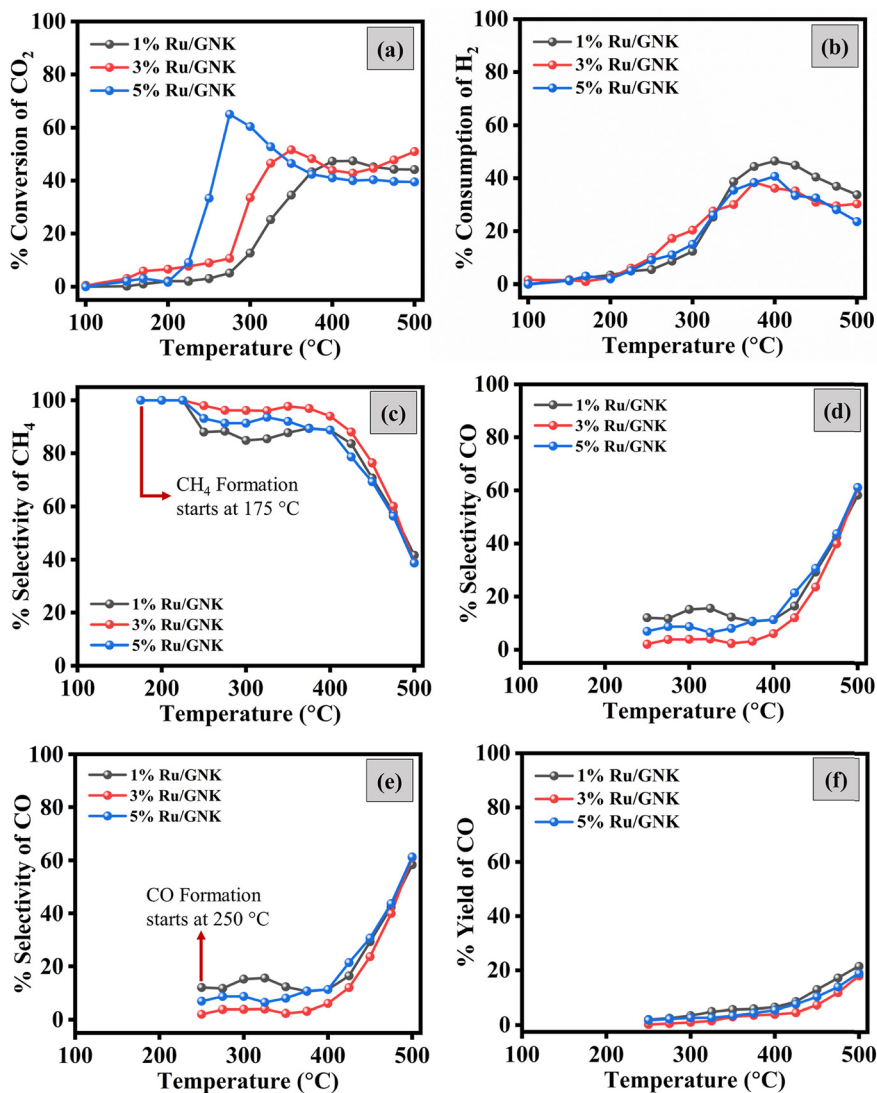 (a)
1% Ru/GNK
3% Ru/GNK
5% Ru/GNK
% Conversion of CO₂
100
80
60
40
20
0
100 200 300 400 500
Temperature (°C)
(b)
1% Ru/GNK
3% Ru/GNK
5% Ru/GNK
% Consumption of H₂
100
80
60
40
20
0
100 200 300 400 500
Temperature (°C)
(c)
CH₄ Formation
starts at 175 °C
1% Ru/GNK
3% Ru/GNK
5% Ru/GNK
% Selectivity of CH₄
100
80
60
40
20
0
100 200 300 400 500
Temperature (°C)
(d)
1% Ru/GNK
3% Ru/GNK
5% Ru/GNK
% Selectivity of CO
100
80
60
40
20
0
100 200 300 400 500
Temperature (°C)
(e)
1% Ru/GNK
3% Ru/GNK
5% Ru/GNK
CO Formation
starts at 250 °C
% Selectivity of CO
100
80
60
40
20
0
100 200 300 400 500
Temperature (°C)
(f)
1% Ru/GNK
3% Ru/GNK
5% Ru/GNK
% Yield of CO
100
80
60
40
20
0
100 200 300 400 500
Temperature (°C)